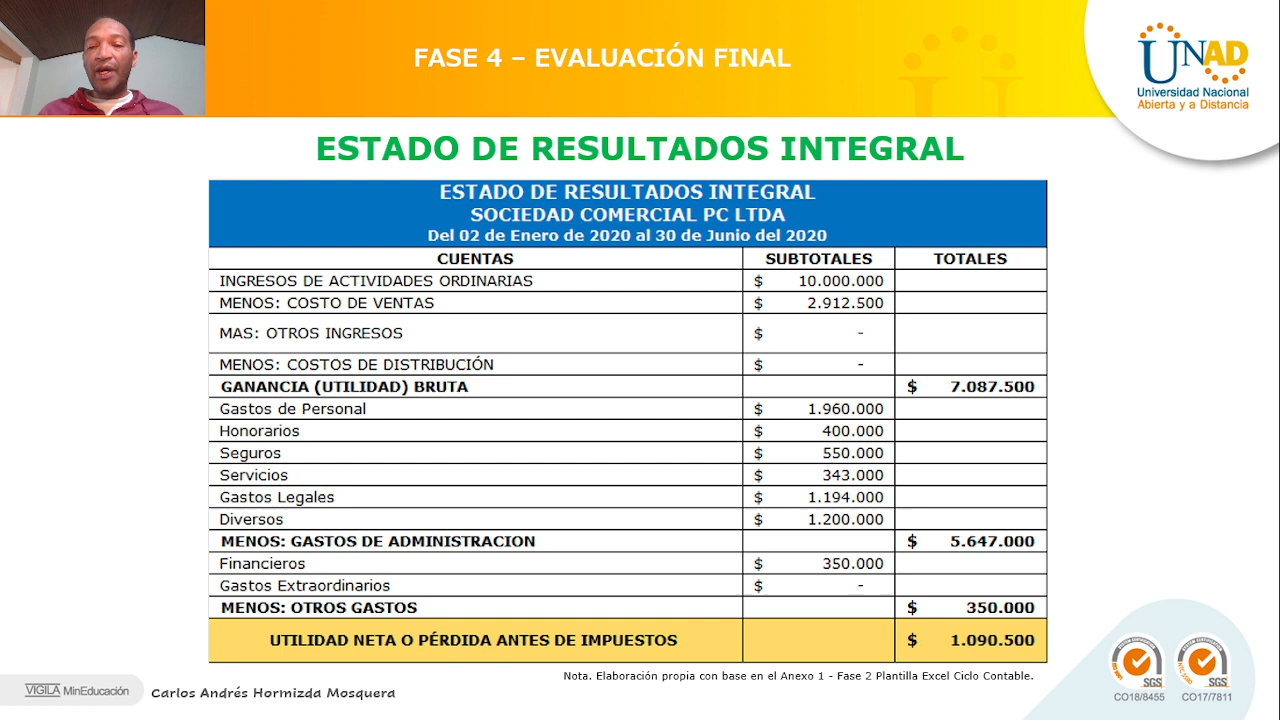 FASE 4 – EVALUACIÓN FINAL
UNAD
Universidad Nacional
Abierta y a Distancia
ESTADO DE RESULTADOS INTEGRAL
ESTADO DE RESULTADOS INTEGRAL
SOCIEDAD COMERCIAL PC LTDA
Del 02 de Enero de 2020 al 30 de Junio del 2020
CUENTAS SUBTOTALES TOTALES
INGRESOS DE ACTIVIDADES ORDINARIAS $ 10.000.000
MENOS: COSTO DE VENTAS $ 2.912.500
MAS: OTROS INGRESOS $ -
MENOS: COSTOS DE DISTRIBUCIÓN $ -
GANANCIA (UTILIDAD) BRUTA $ 7.087.500
Gastos de Personal $ 1.960.000
Honorarios $ 400.000
Seguros $ 550.000
Servicios $ 343.000
Gastos Legales $ 1.194.000
Diversos $ 1.200.000
MENOS: GASTOS DE ADMINISTRACION $ 5.647.000
Financieros $ 350.000
Gastos Extraordinarios $ -
MENOS: OTROS GASTOS $ 350.000
UTILIDAD NETA O PÉRDIDA ANTES DE IMPUESTOS $ 1.090.500
Nota. Elaboración propia con base en el Anexo 1 - Fase 2 Plantilla Excel Ciclo Contable.
VIGILA MinEducación
Carlos Andrés Hormizda Mosquera
SGS SGS
CO18/8455 CO17/7811